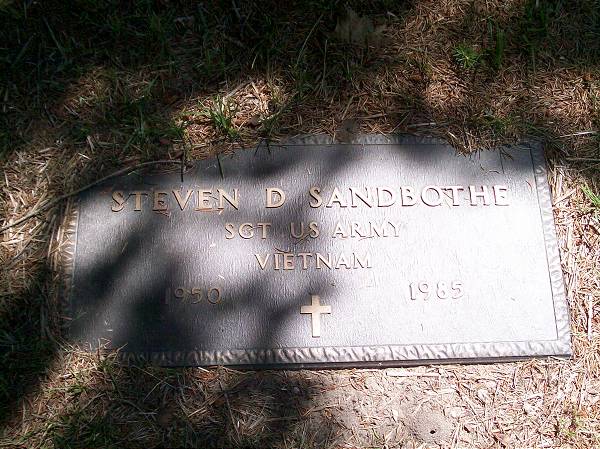 STEVEN D SANDBOTHE
SGT US ARMY
VIETNAM
1950 1985